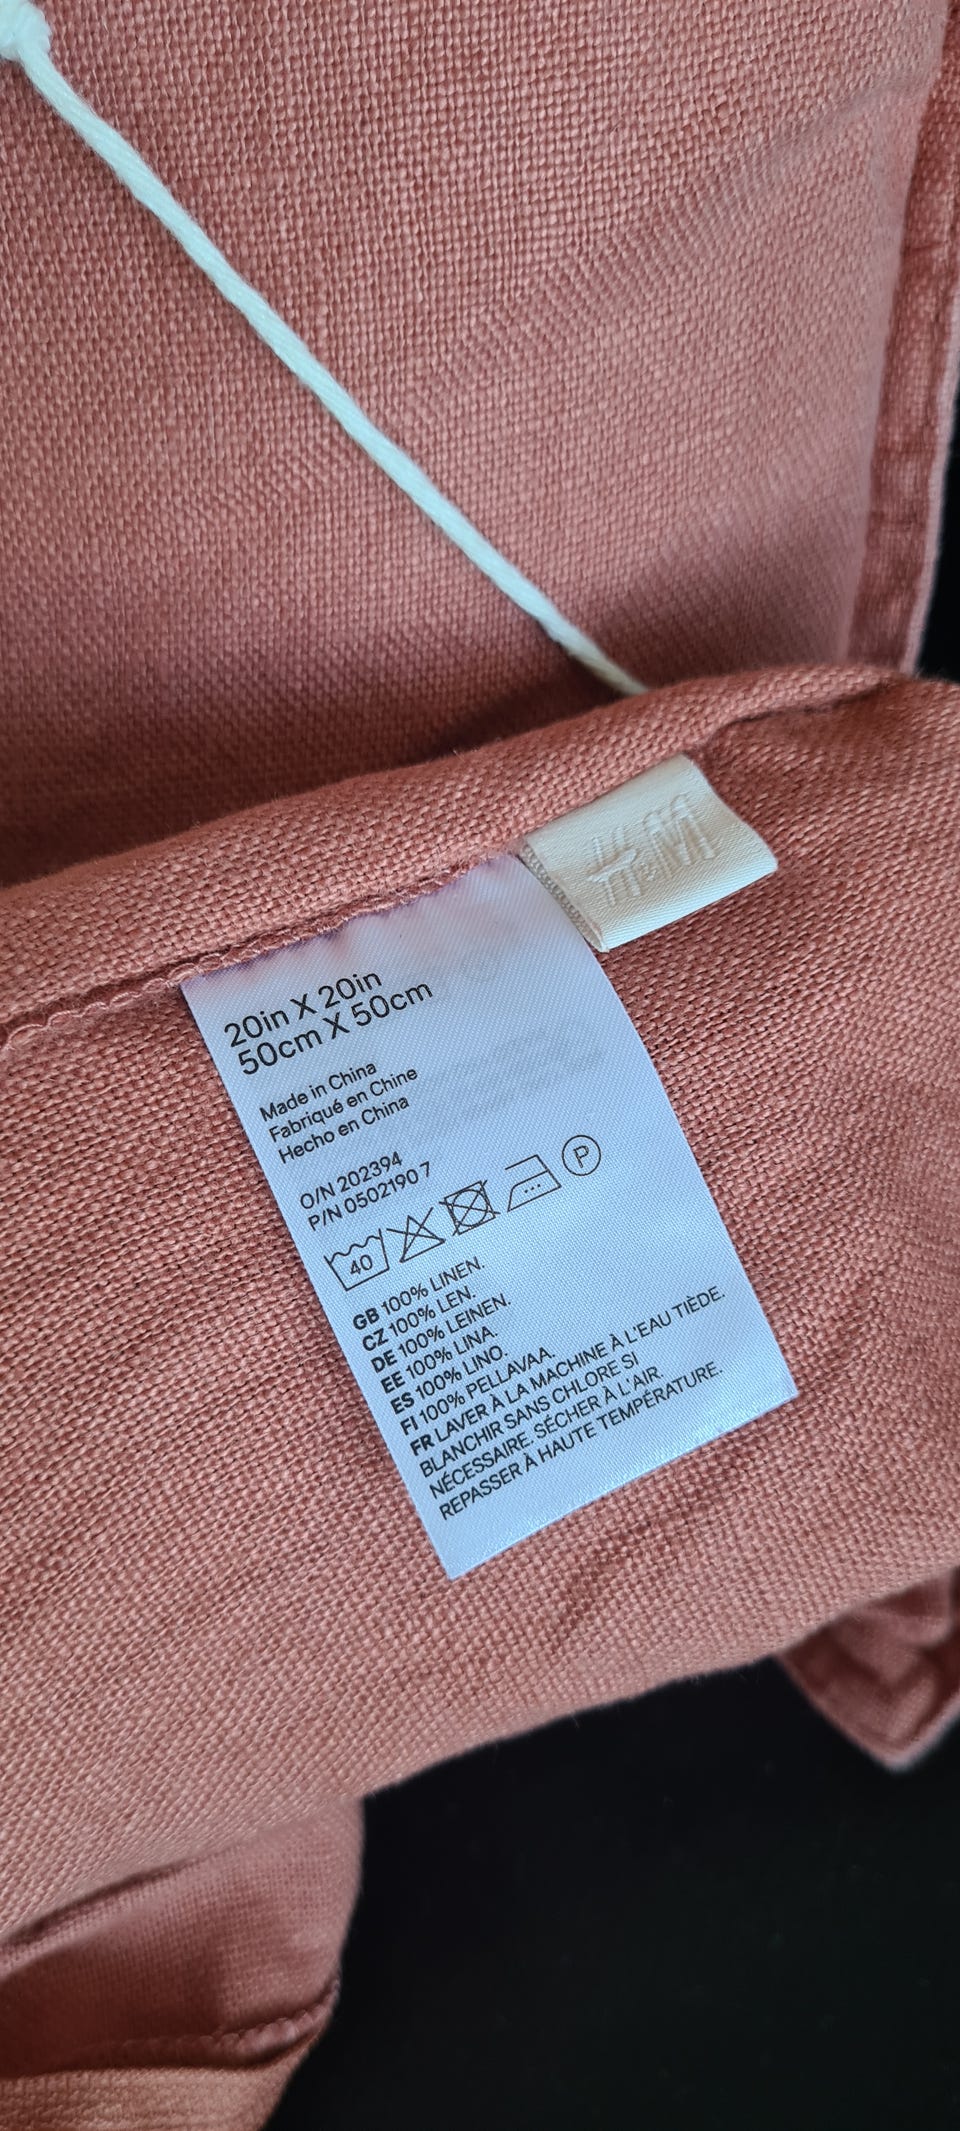 H&M
20in X 20in
50cm X 50cm
Made in China
Fabriqué en Chine
Hecho en China
O/N 202394
P/N 0502190 7
40
P
GB 100% LINEN.
CZ 100% LEN.
DE 100% LEINEN.
EE 100% LINA.
ES 100% LINO.
FI 100% PELLAVAA.
FR LAVER À LA MACHINE À L'EAU TIÈDE.
BLANCHIR SANS CHLORE SI
NÉCESSAIRE. SÉCHER À L'AIR.
REPASSER À HAUTE TEMPÉRATURE.